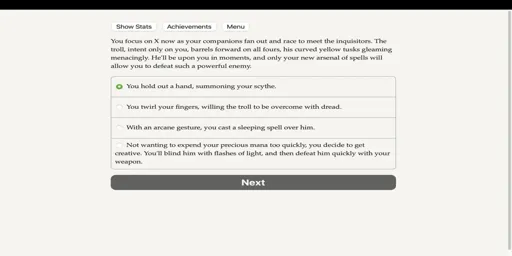 Show Stats Achievements Menu
You focus on X now as your companions fan out and race to meet the inquisitors. The
troll, intent only on you, barrels forward on all fours, his curved yellow tusks gleaming
menacingly. He'll be upon you in moments, and only your new arsenal of spells will
allow you to defeat such a powerful enemy.
You hold out a hand, summoning your scythe.
You twirl your fingers, willing the troll to be overcome with dread.
With an arcane gesture, you cast a sleeping spell over him.
Not wanting to expend your precious mana too quickly, you decide to get
creative. You'll blind him with flashes of light, and then defeat him quickly with your
weapon.
Next